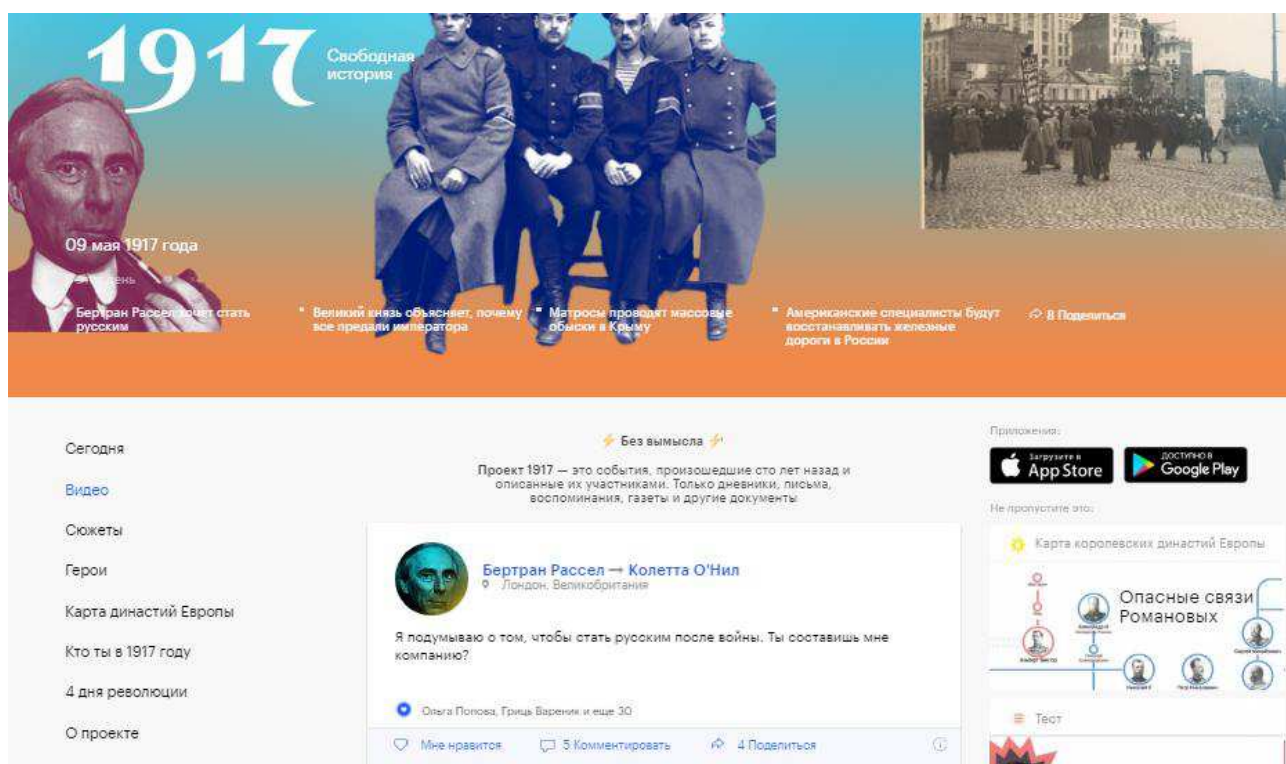 1917
Свободная
история
09 мая 1917 года
Бертран Рассел хочет стать
русским
Великий князь объясняет, почему
все предали императора
Матросы проводят массовые
обыски в Крыму
Американские специалисты будут
восстанавливать железные
дороги в России
8 Поделиться
Сегодня
Видео
Сюжеты
Герои
Карта династий Европы
Кто ты в 1917 году
4 дня революции
О проекте
⚡ Без вымысла ⚡
Проект 1917 — это события, произошедшие сто лет назад и
описанные их участниками. Только дневники, письма,
воспоминания, газеты и другие документы
Бертран Рассел → Колетта О'Нил
Лондон, Великобритания
Я подумываю о том, чтобы стать русским после войны. Ты составишь мне
компанию?
Ольга Попова, Гриць Вареник и еще 30
Мне нравится
5 Комментировать
4 Поделиться
Приложения:
Загрузите в
App Store
ДОСТУПНО В
Google Play
Не пропустите это:
Карта королевских династий Европы
Опасные связи
Романовых
Тест